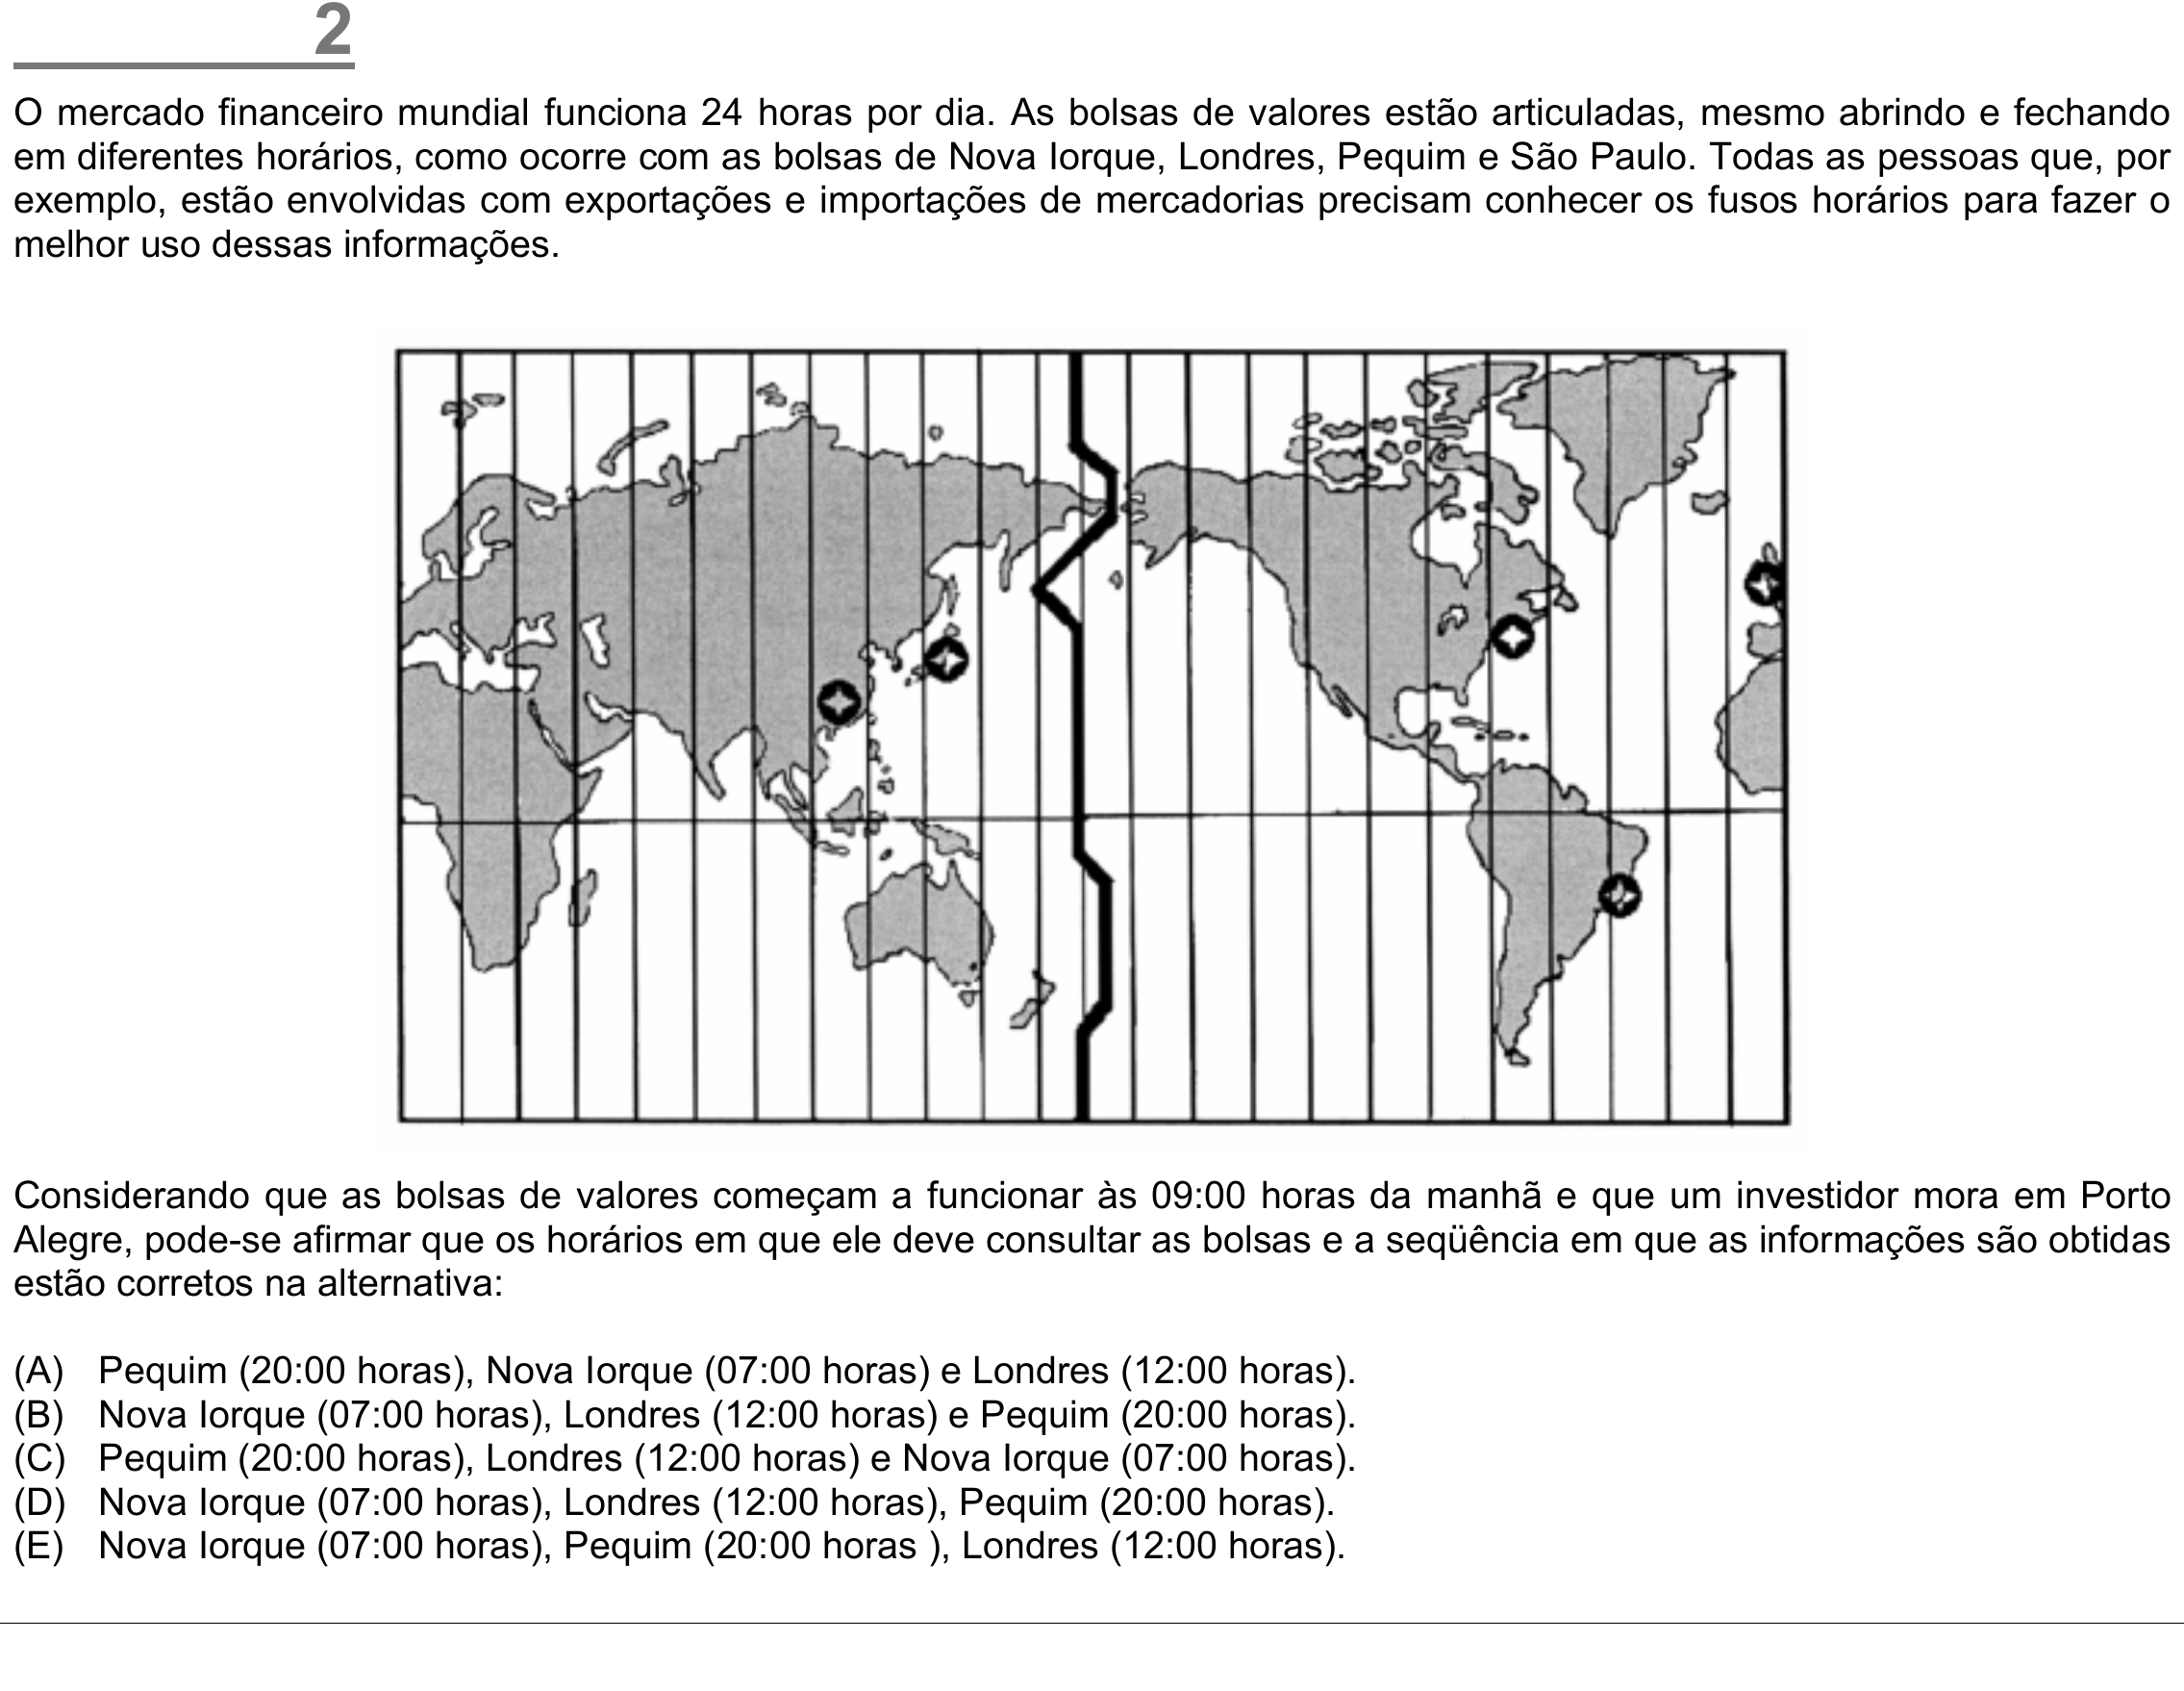 2
O mercado financeiro mundial funciona 24 horas por dia. As bolsas de valores estão articuladas, mesmo abrindo e fechando
em diferentes horários, como ocorre com as bolsas de Nova Iorque, Londres, Pequim e São Paulo. Todas as pessoas que, por
exemplo, estão envolvidas com exportações e importações de mercadorias precisam conhecer os fusos horários para fazer o
melhor uso dessas informações.
Considerando que as bolsas de valores começam a funcionar às 09:00 horas da manhã e que um investidor mora em Porto
Alegre, pode-se afirmar que os horários em que ele deve consultar as bolsas e a seqüência em que as informações são obtidas
estão corretos na alternativa:
(A) Pequim (20:00 horas), Nova Iorque (07:00 horas) e Londres (12:00 horas).
(B) Nova Iorque (07:00 horas), Londres (12:00 horas) e Pequim (20:00 horas).
(C) Pequim (20:00 horas), Londres (12:00 horas) e Nova Iorque (07:00 horas).
(D) Nova Iorque (07:00 horas), Londres (12:00 horas), Pequim (20:00 horas).
(E) Nova Iorque (07:00 horas), Pequim (20:00 horas ), Londres (12:00 horas).